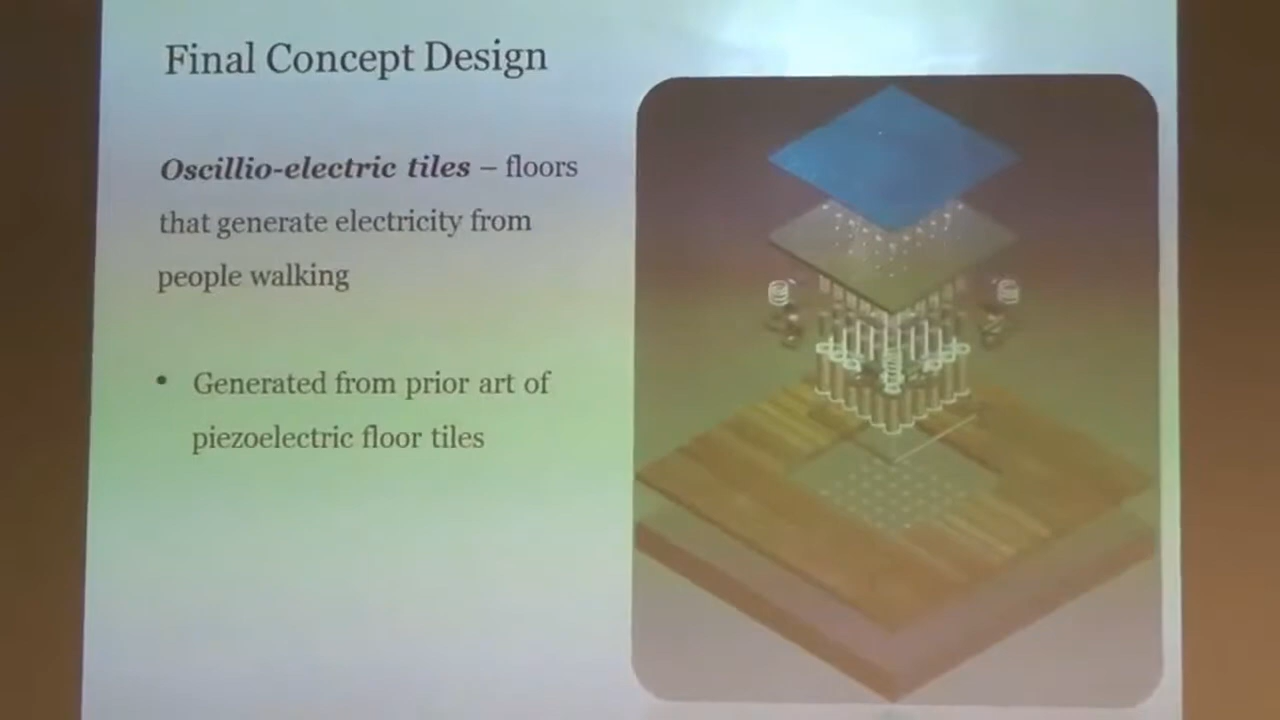 Final Concept Design
Oscillio-electric tiles – floors
that generate electricity from
people walking
• Generated from prior art of
piezoelectric floor tiles